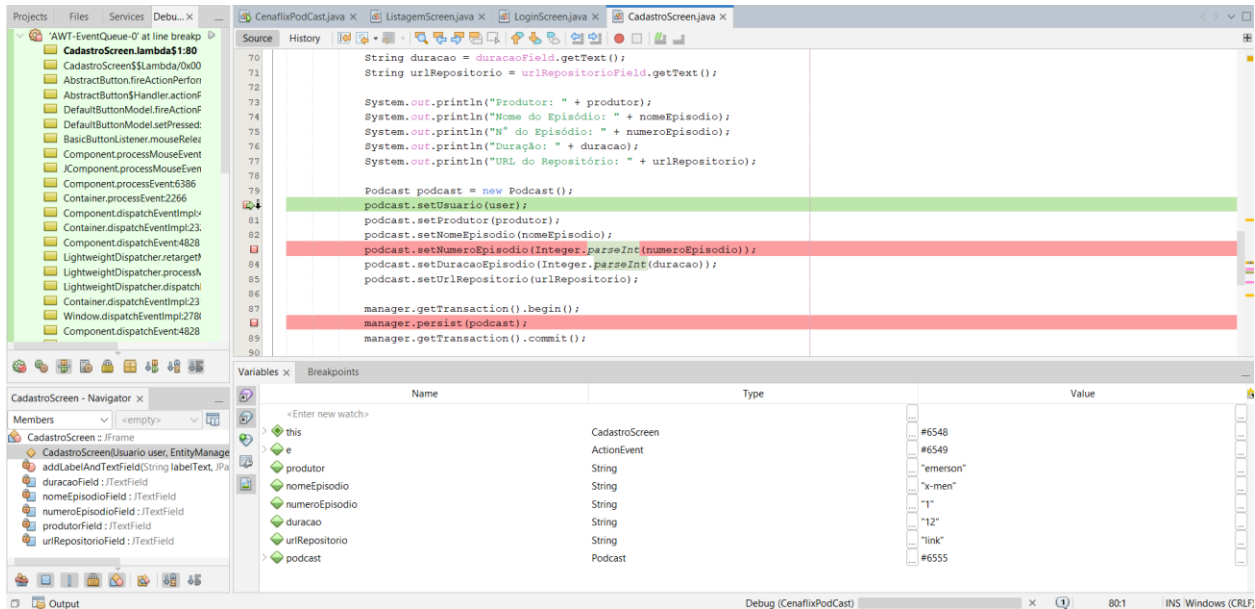 Projects Files Services Debu... ×
CenaflixPodCast.java × ListagemScreen.java × LoginScreen.java × CadastroScreen.java ×
'AWT-EventQueue-0' at line breakp
CadastroScreen.lambda$1:80
CadastroScreen$$Lambda/0x00
AbstractButton.fireActionPerfor
AbstractButton$Handler.actionP
DefaultButtonModel.fireActionP
DefaultButtonModel.setPressed:
BasicButtonListener.mouseRelea
Component.processMouseEvent
JComponent.processMouseEven
Component.processEvent:6386
Container.processEvent:2266
Component.dispatchEventImpl:4
Container.dispatchEventImpl:23:
Component.dispatchEvent:4828
LightweightDispatcher.retargetM
LightweightDispatcher.processM
LightweightDispatcher.dispatchI
Container.dispatchEventImpl:23
Window.dispatchEventImpl:2780
Component.dispatchEvent:4828
Source History
70 String duracao = duracaoField.getText();
71 String urlRepositorio = urlRepositorioField.getText();
72
73 System.out.println("Produtor: " + produtor);
74 System.out.println("Nome do Episódio: " + nomeEpisodio);
75 System.out.println("N° do Episódio: " + numeroEpisodio);
76 System.out.println("Duração: " + duracao);
77 System.out.println("URL do Repositório: " + urlRepositorio);
78
79 Podcast podcast = new Podcast();
podcast.setUsuario(user);
81 podcast.setProdutor(produtor);
82 podcast.setNomeEpisodio(nomeEpisodio);
podcast.setNumeroEpisodio(Integer.parseInt(numeroEpisodio));
84 podcast.setDuracaoEpisodio(Integer.parseInt(duracao));
85 podcast.setUrlRepositorio(urlRepositorio);
86
87 manager.getTransaction().begin();
manager.persist(podcast);
89 manager.getTransaction().commit();
90
CadastroScreen - Navigator ×
Members <empty>
CadastroScreen :: JFrame
CadastroScreen(Usuario user, EntityManage
addLabelAndTextField(String labelText, JPa
duracaoField : JTextField
nomeEpisodioField : JTextField
numeroEpisodioField : JTextField
produtorField : JTextField
urlRepositorioField : JTextField
Variables × Breakpoints
Name Type Value
<Enter new watch> ... ...
this CadastroScreen ... #6548 ...
e ActionEvent ... #6549 ...
produtor String ... "emerson" ...
nomeEpisodio String ... "x-men" ...
numeroEpisodio String ... "1" ...
duracao String ... "12" ...
urlRepositorio String ... "link" ...
podcast Podcast ... #6555 ...
Output Debug (CenaflixPodCast) × 1 80:1 INS Windows (CRLF)